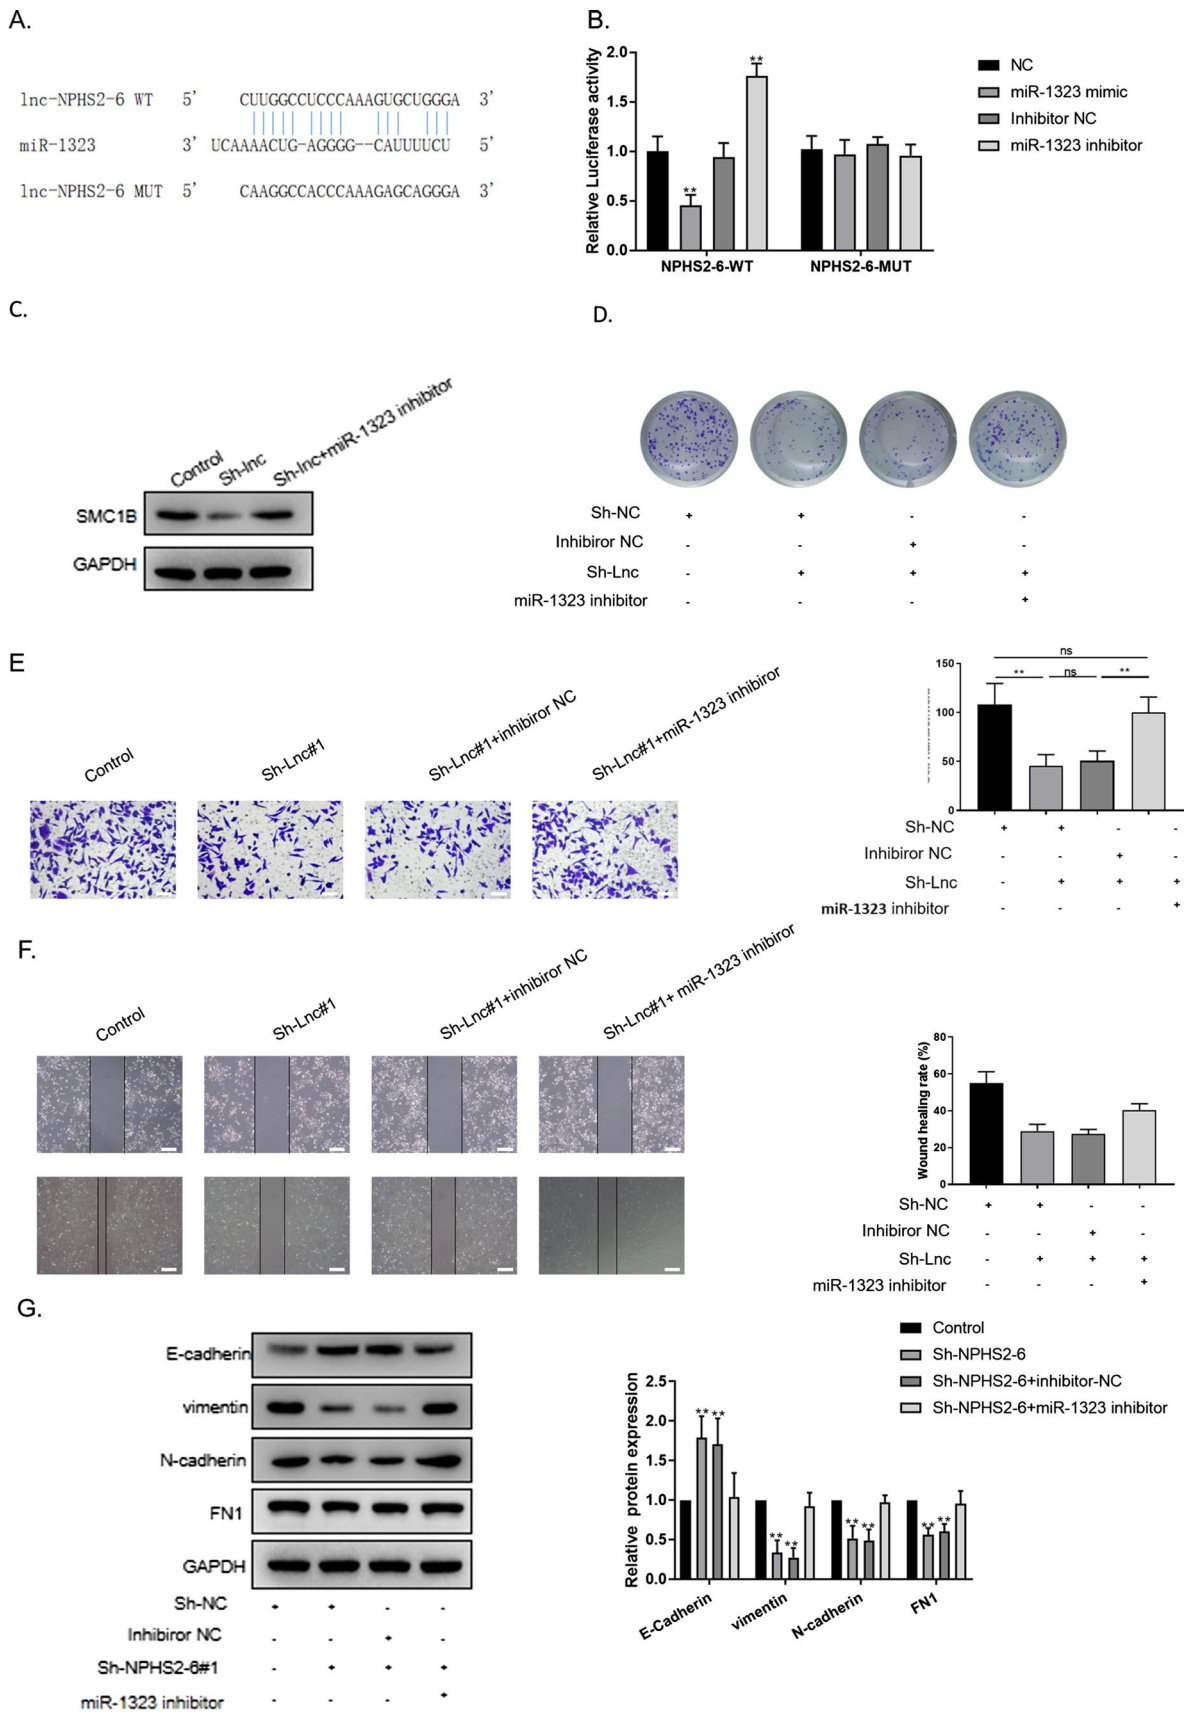 A.
lnc-NPHS2-6 WT 5' CUUGGCCUCCCAAAGUGCUGGGA 3'
miR-1323 3' UCAAAACUG-AGGGG--CAUUUUCU 5'
lnc-NPHS2-6 MUT 5' CAAGGCCACCCAAAGAGCAGGGA 3'
B.
Relative Luciferase activity
2.0
1.5
1.0
0.5
0.0
**
**
NPHS2-6-WT NPHS2-6-MUT
NC
miR-1323 mimic
Inhibitor NC
miR-1323 inhibitor
C.
Control Sh-lnc Sh-lnc+miR-1323 inhibitor
SMC1B
GAPDH
D.
Sh-NC + + - -
Inhibiror NC - - + -
Sh-Lnc - + + +
miR-1323 inhibitor - - - +
E
Control Sh-Lnc#1 Sh-Lnc#1+inhibiror NC Sh-Lnc#1+miR-1323 inhibiror
150
100
50
0
ns
** ns **
Sh-NC + + - -
Inhibiror NC - - + -
Sh-Lnc - + + +
miR-1323 inhibitor - - - +
F.
Control Sh-Lnc#1 Sh-Lnc#1+inhibiror NC Sh-Lnc#1+ miR-1323 inhibiror
Wound healing rate (%)
80
60
40
20
0
Sh-NC + + - -
Inhibiror NC - - + -
Sh-Lnc - + + +
miR-1323 inhibitor - - - +
G.
E-cadherin
vimentin
N-cadherin
FN1
GAPDH
Sh-NC + + - -
Inhibiror NC - - + -
Sh-NPHS2-6#1 - + + +
miR-1323 inhibitor - - - +
Control
Sh-NPHS2-6
Sh-NPHS2-6+inhibitor-NC
Sh-NPHS2-6+miR-1323 inhibitor
Relative protein expression
2.5
2.0
1.5
1.0
0.5
0.0
** **
** **
** **
** **
E-Cadherin vimentin N-cadherin FN1